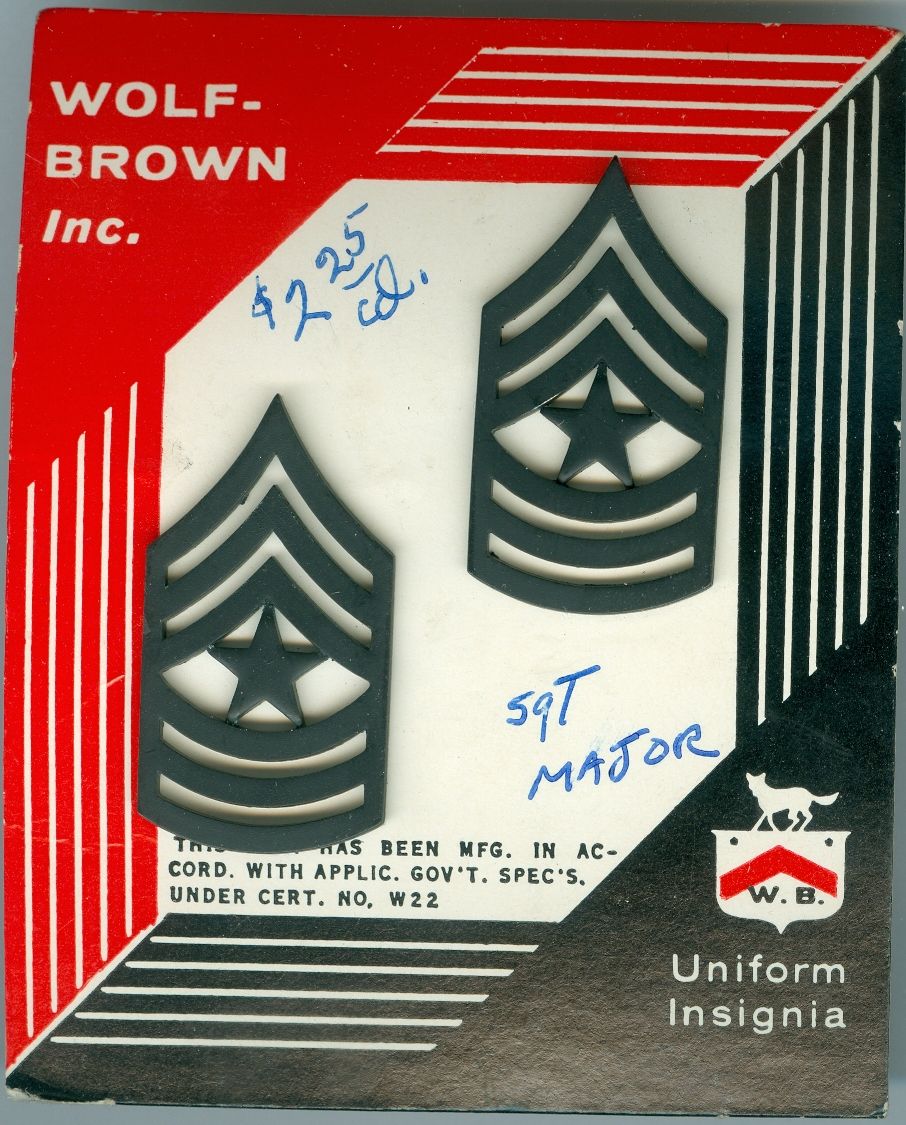 WOLF-
BROWN
Inc.
$2 25
cd.
SgT
MAJOR
HAS BEEN MFG. IN AC-
CORD. WITH APPLIC. GOV'T. SPEC'S.
UNDER CERT. NO. W22
W. B.
Uniform
Insignia